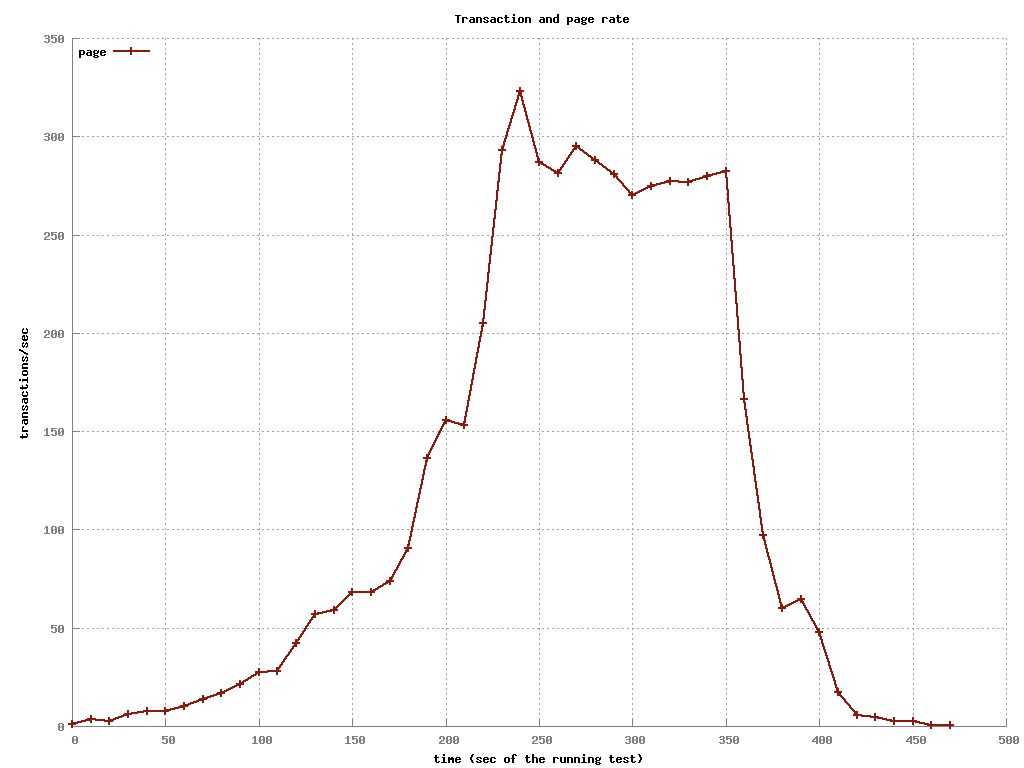 Transaction and page rate
350
page
300
250
200
transactions/sec
150
100
50
0
0 50 100 150 200 250 300 350 400 450 500
time (sec of the running test)